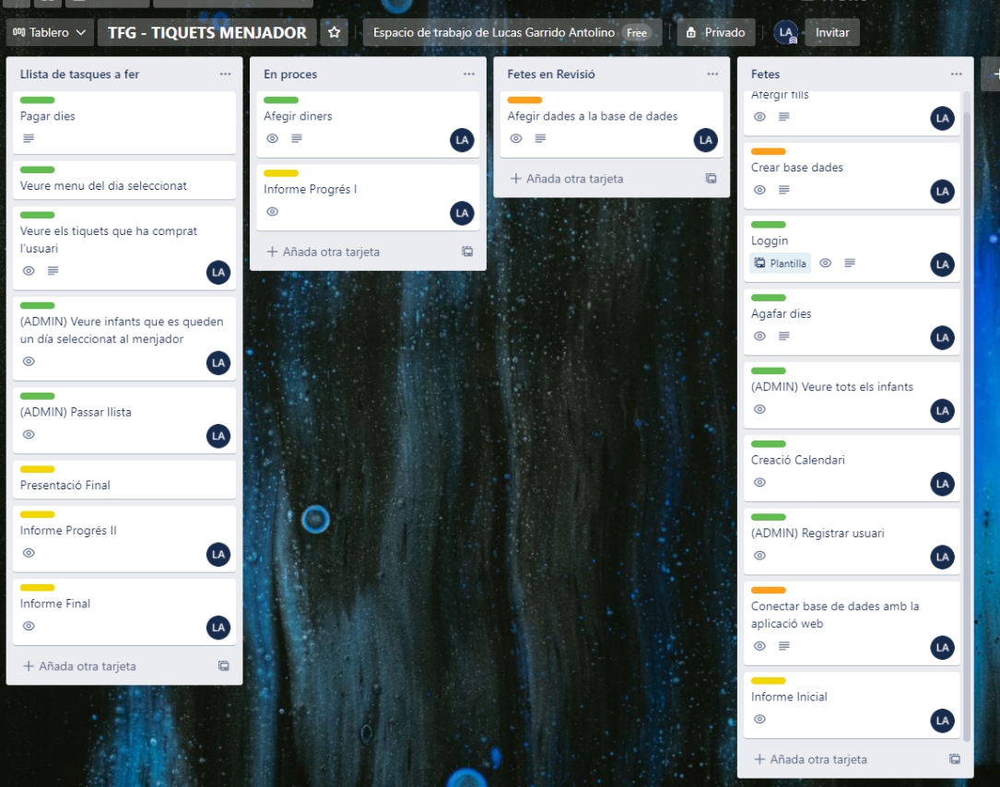 Tablero
TFG - TIQUETS MENJADOR
Espacio de trabajo de Lucas Garrido Antolino
Free
Privado
LA
Invitar
Llista de tasques a fer
Pagar dies
Veure menu del dia seleccionat
Veure els tiquets que ha comprat
l'usuari
LA
(ADMIN) Veure infants que es queden
un día seleccionat al menjador
LA
(ADMIN) Passar llista
LA
Presentació Final
Informe Progrés II
LA
Informe Final
LA
+ Añada otra tarjeta
En proces
Afegir diners
LA
Informe Progrés I
LA
+ Añada otra tarjeta
Fetes en Revisió
Afegir dades a la base de dades
LA
+ Añada otra tarjeta
Fetes
Afergir fills
LA
Crear base dades
LA
Loggin
Plantilla
LA
Agafar dies
LA
(ADMIN) Veure tots els infants
LA
Creació Calendari
LA
(ADMIN) Registrar usuari
LA
Conectar base de dades amb la
aplicació web
LA
Informe Inicial
LA
+ Añada otra tarjeta